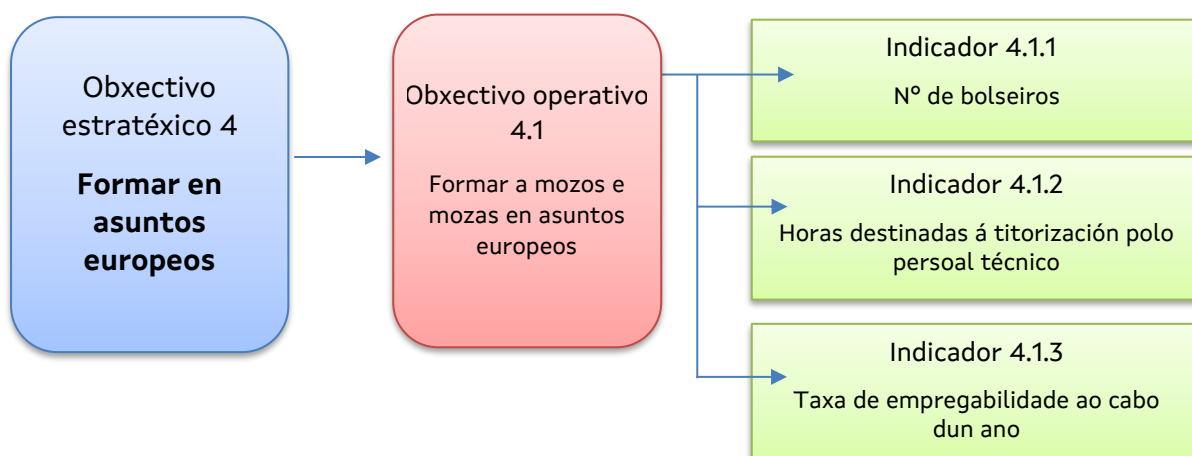 Obxectivo
estratéxico 4
Formar en
asuntos
europeos
Obxectivo operativo
4.1
Formar a mozos e
mozas en asuntos
europeos
Indicador 4.1.1
Nº de bolseiros
Indicador 4.1.2
Horas destinadas á titorización polo
persoal técnico
Indicador 4.1.3
Taxa de empregabilidade ao cabo
dun ano